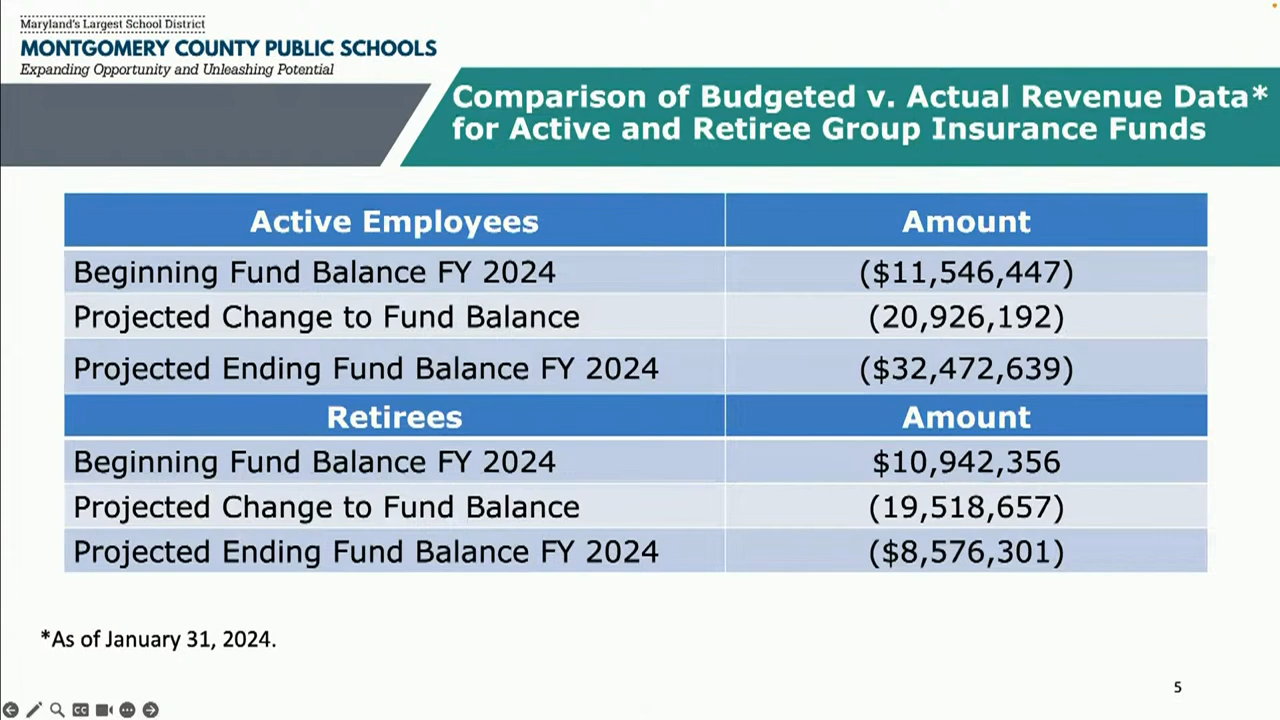 Maryland's Largest School District
MONTGOMERY COUNTY PUBLIC SCHOOLS
Expanding Opportunity and Unleashing Potential
Comparison of Budgeted v. Actual Revenue Data*
for Active and Retiree Group Insurance Funds
Active Employees Amount
Beginning Fund Balance FY 2024 ($11,546,447)
Projected Change to Fund Balance (20,926,192)
Projected Ending Fund Balance FY 2024 ($32,472,639)
Retirees Amount
Beginning Fund Balance FY 2024 $10,942,356
Projected Change to Fund Balance (19,518,657)
Projected Ending Fund Balance FY 2024 ($8,576,301)
*As of January 31, 2024.
5
CC